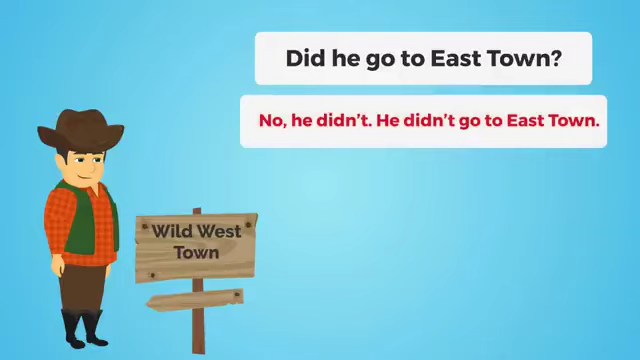 Did he go to East Town?
No, he didn't. He didn't go to East Town.
Wild West
Town